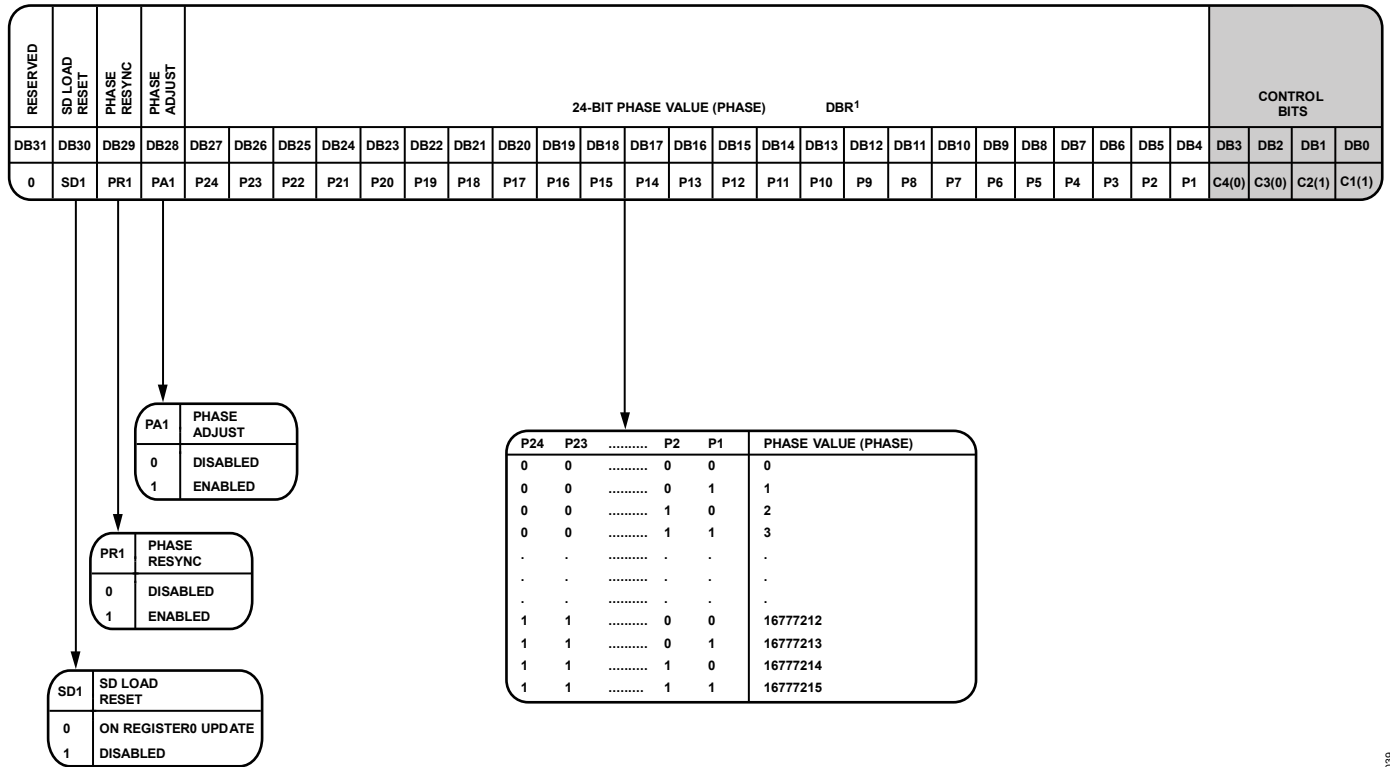 RESERVED
SD LOAD
RESET
PHASE
RESYNC
PHASE
ADJUST
24-BIT PHASE VALUE (PHASE) DBR1
CONTROL
BITS
DB31 DB30 DB29 DB28 DB27 DB26 DB25 DB24 DB23 DB22 DB21 DB20 DB19 DB18 DB17 DB16 DB15 DB14 DB13 DB12 DB11 DB10 DB9 DB8 DB7 DB6 DB5 DB4 DB3 DB2 DB1 DB0
0 SD1 PR1 PA1 P24 P23 P22 P21 P20 P19 P18 P17 P16 P15 P14 P13 P12 P11 P10 P9 P8 P7 P6 P5 P4 P3 P2 P1 C4(0) C3(0) C2(1) C1(1)
PA1 PHASE
ADJUST
0 DISABLED
1 ENABLED
PR1 PHASE
RESYNC
0 DISABLED
1 ENABLED
SD1 SD LOAD
RESET
0 ON REGISTER0 UPDATE
1 DISABLED
P24 P23 .......... P2 P1 PHASE VALUE (PHASE)
0 0 .......... 0 0 0
0 0 .......... 0 1 1
0 0 .......... 1 0 2
0 0 .......... 1 1 3
. . .......... . . .
. . .......... . . .
. . .......... . . .
1 1 .......... 0 0 16777212
1 1 .......... 0 1 16777213
1 1 .......... 1 0 16777214
1 1 ......... 1 1 16777215